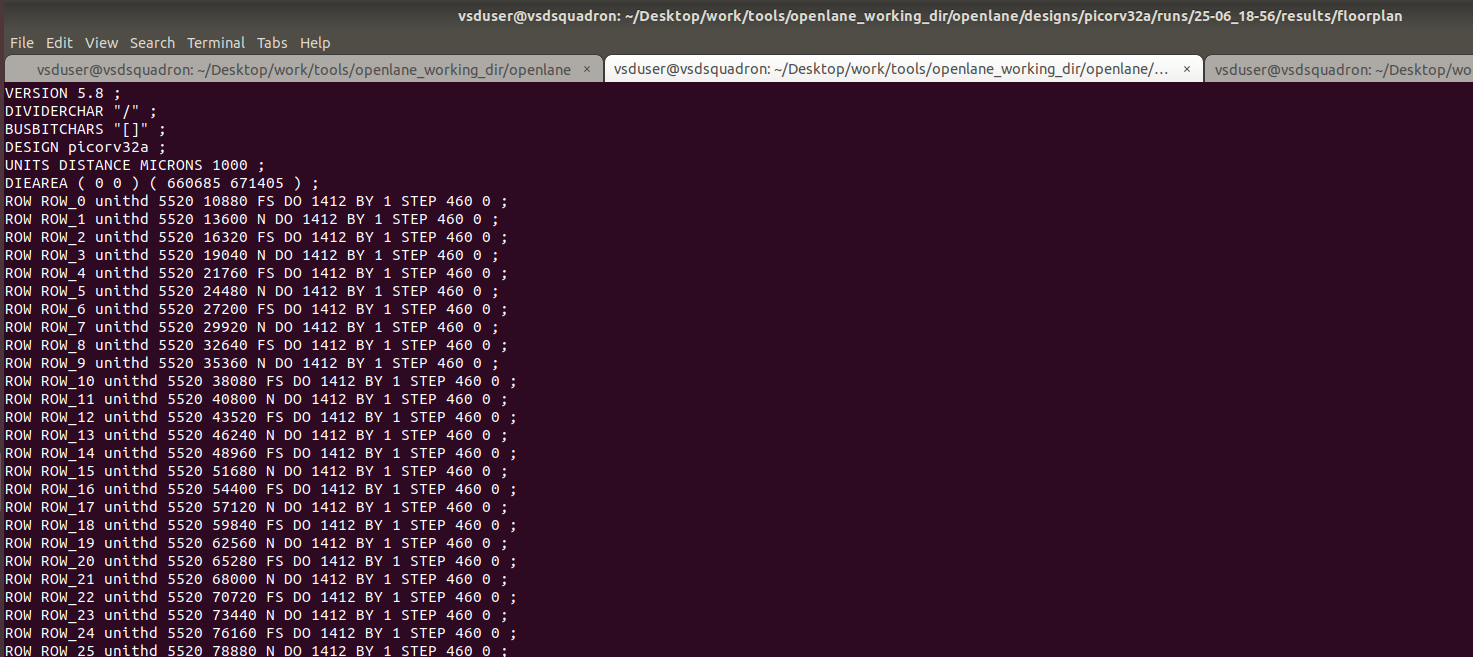 vsduser@vsdsquadron: ~/Desktop/work/tools/openlane_working_dir/openlane/designs/picorv32a/runs/25-06_18-56/results/floorplan
File Edit View Search Terminal Tabs Help
vsduser@vsdsquadron: ~/Desktop/work/tools/openlane_working_dir/openlane × vsduser@vsdsquadron: ~/Desktop/work/tools/openlane_working_dir/openlane/... × vsduser@vsdsquadron: ~/Desktop/wo
VERSION 5.8 ;
DIVIDERCHAR "/" ;
BUSBITCHARS "[]" ;
DESIGN picorv32a ;
UNITS DISTANCE MICRONS 1000 ;
DIEAREA ( 0 0 ) ( 660685 671405 ) ;
ROW ROW_0 unithd 5520 10880 FS DO 1412 BY 1 STEP 460 0 ;
ROW ROW_1 unithd 5520 13600 N DO 1412 BY 1 STEP 460 0 ;
ROW ROW_2 unithd 5520 16320 FS DO 1412 BY 1 STEP 460 0 ;
ROW ROW_3 unithd 5520 19040 N DO 1412 BY 1 STEP 460 0 ;
ROW ROW_4 unithd 5520 21760 FS DO 1412 BY 1 STEP 460 0 ;
ROW ROW_5 unithd 5520 24480 N DO 1412 BY 1 STEP 460 0 ;
ROW ROW_6 unithd 5520 27200 FS DO 1412 BY 1 STEP 460 0 ;
ROW ROW_7 unithd 5520 29920 N DO 1412 BY 1 STEP 460 0 ;
ROW ROW_8 unithd 5520 32640 FS DO 1412 BY 1 STEP 460 0 ;
ROW ROW_9 unithd 5520 35360 N DO 1412 BY 1 STEP 460 0 ;
ROW ROW_10 unithd 5520 38080 FS DO 1412 BY 1 STEP 460 0 ;
ROW ROW_11 unithd 5520 40800 N DO 1412 BY 1 STEP 460 0 ;
ROW ROW_12 unithd 5520 43520 FS DO 1412 BY 1 STEP 460 0 ;
ROW ROW_13 unithd 5520 46240 N DO 1412 BY 1 STEP 460 0 ;
ROW ROW_14 unithd 5520 48960 FS DO 1412 BY 1 STEP 460 0 ;
ROW ROW_15 unithd 5520 51680 N DO 1412 BY 1 STEP 460 0 ;
ROW ROW_16 unithd 5520 54400 FS DO 1412 BY 1 STEP 460 0 ;
ROW ROW_17 unithd 5520 57120 N DO 1412 BY 1 STEP 460 0 ;
ROW ROW_18 unithd 5520 59840 FS DO 1412 BY 1 STEP 460 0 ;
ROW ROW_19 unithd 5520 62560 N DO 1412 BY 1 STEP 460 0 ;
ROW ROW_20 unithd 5520 65280 FS DO 1412 BY 1 STEP 460 0 ;
ROW ROW_21 unithd 5520 68000 N DO 1412 BY 1 STEP 460 0 ;
ROW ROW_22 unithd 5520 70720 FS DO 1412 BY 1 STEP 460 0 ;
ROW ROW_23 unithd 5520 73440 N DO 1412 BY 1 STEP 460 0 ;
ROW ROW_24 unithd 5520 76160 FS DO 1412 BY 1 STEP 460 0 ;
ROW ROW_25 unithd 5520 78880 N DO 1412 BY 1 STEP 460 0 ;